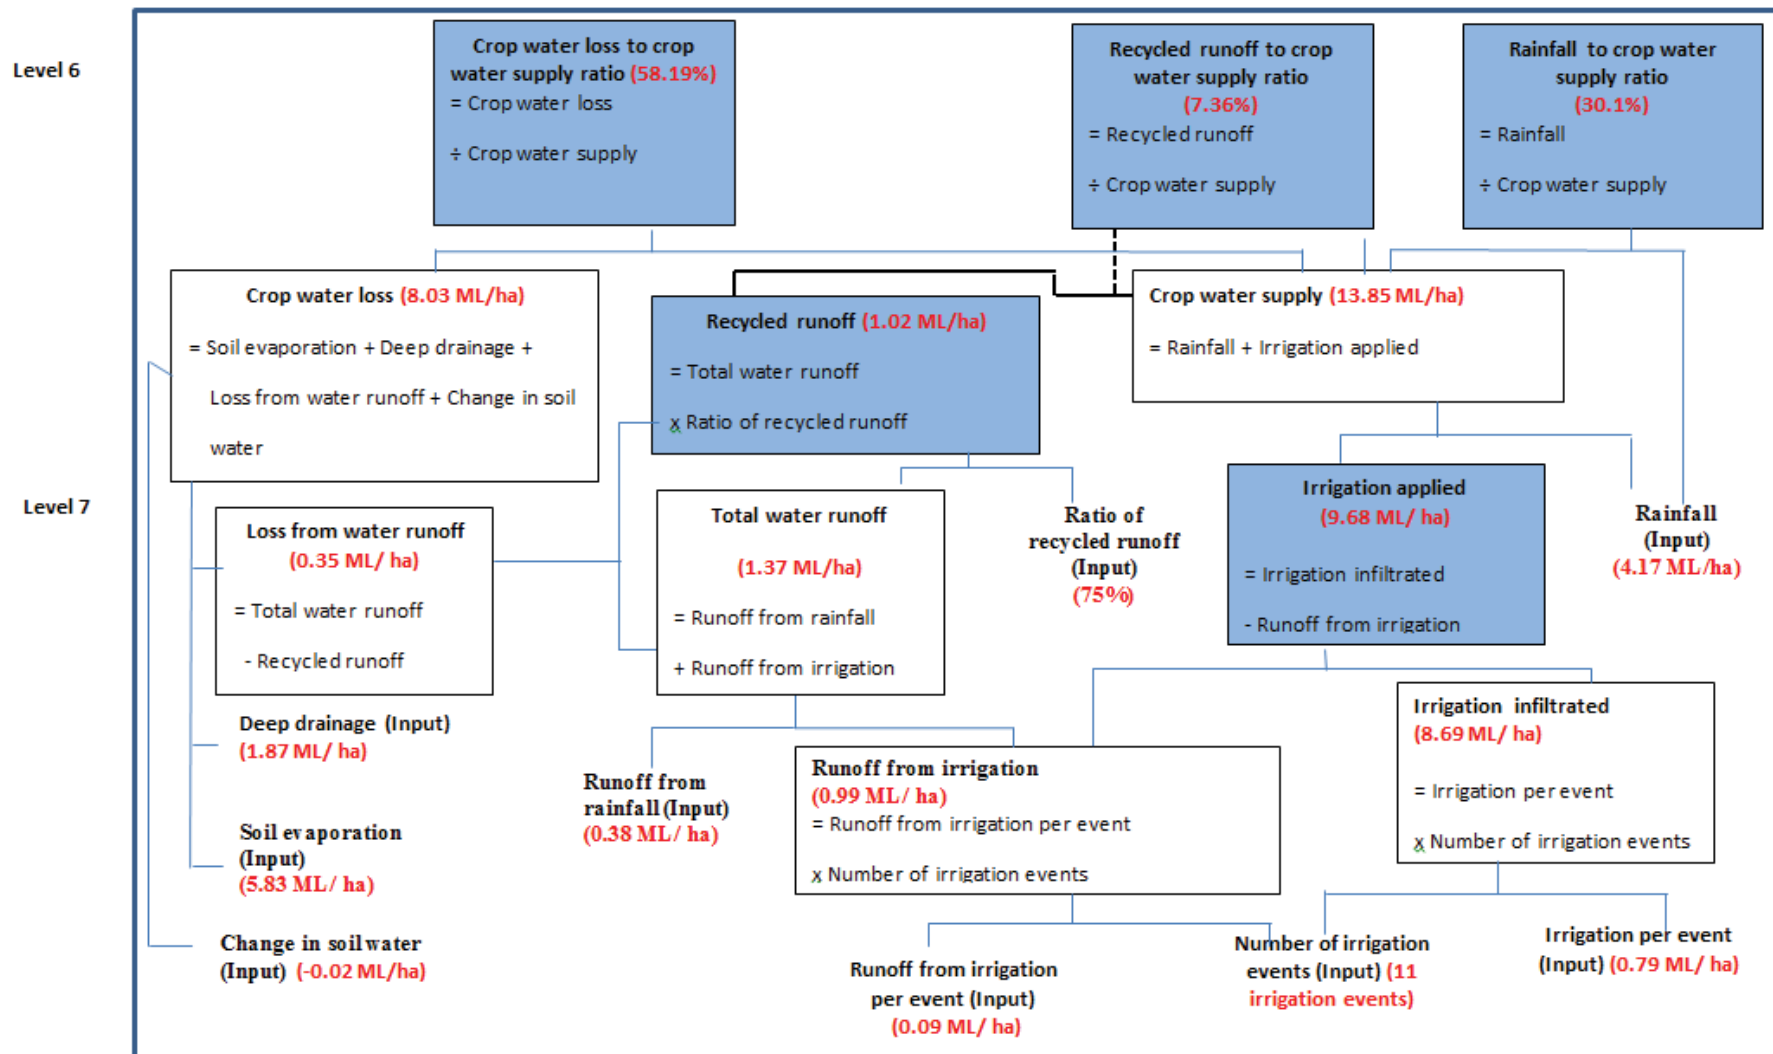 Level 6
Crop water loss to crop
water supply ratio (58.19%)
= Crop water loss
÷ Crop water supply
Recycled runoff to crop
water supply ratio
(7.36%)
= Recycled runoff
÷ Crop water supply
Rainfall to crop water
supply ratio
(30.1%)
= Rainfall
÷ Crop water supply
Crop water loss (8.03 ML/ha)
= Soil evaporation + Deep drainage +
Loss from water runoff + Change in soil
water
Recycled runoff (1.02 ML/ha)
= Total water runoff
x Ratio of recycled runoff
Crop water supply (13.85 ML/ha)
= Rainfall + Irrigation applied
Level 7
Loss from water runoff
(0.35 ML/ ha)
= Total water runoff
- Recycled runoff
Total water runoff
(1.37 ML/ha)
= Runoff from rainfall
+ Runoff from irrigation
Ratio of
recycled runoff
(Input)
(75%)
Irrigation applied
(9.68 ML/ ha)
= Irrigation infiltrated
- Runoff from irrigation
Rainfall
(Input)
(4.17 ML/ha)
Deep drainage (Input)
(1.87 ML/ ha)
Soil evaporation
(Input)
(5.83 ML/ ha)
Change in soil water
(Input) (-0.02 ML/ha)
Runoff from
rainfall (Input)
(0.38 ML/ ha)
Runoff from irrigation
(0.99 ML/ ha)
= Runoff from irrigation per event
x Number of irrigation events
Irrigation infiltrated
(8.69 ML/ ha)
= Irrigation per event
x Number of irrigation events
Runoff from irrigation
per event (Input)
(0.09 ML/ ha)
Number of irrigation
events (Input) (11
irrigation events)
Irrigation per event
(Input) (0.79 ML/ ha)